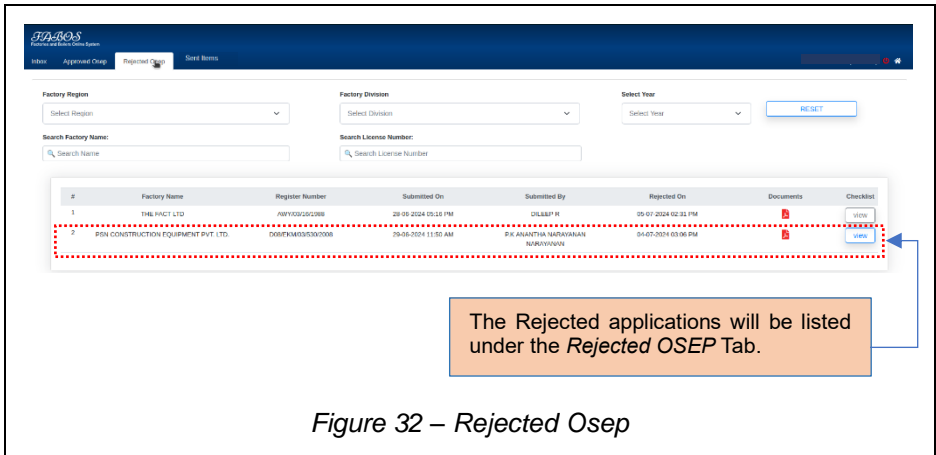 FABOS
Factories and Boilers Online System
Inbox Approved Osep Rejected Osep Sent Items
Factory Region Factory Division Select Year
Select Region Select Division Select Year RESET
Search Factory Name: Search License Number:
Search Name Search License Number
# Factory Name Register Number Submitted On Submitted By Rejected On Documents Checklist
1 THE FACT LTD AWY/03/10/1988 28-06-2024 05:16 PM DILEEP R 05-07-2024 02:31 PM view
2 PSN CONSTRUCTION EQUIPMENT PVT. LTD. D08/EKM/03/530/2008 29-06-2024 11:50 AM P.K ANANTHA NARAYANAN 04-07-2024 03:06 PM view
NARAYANAN
The Rejected applications will be listed
under the Rejected OSEP Tab.
Figure 32 – Rejected Osep